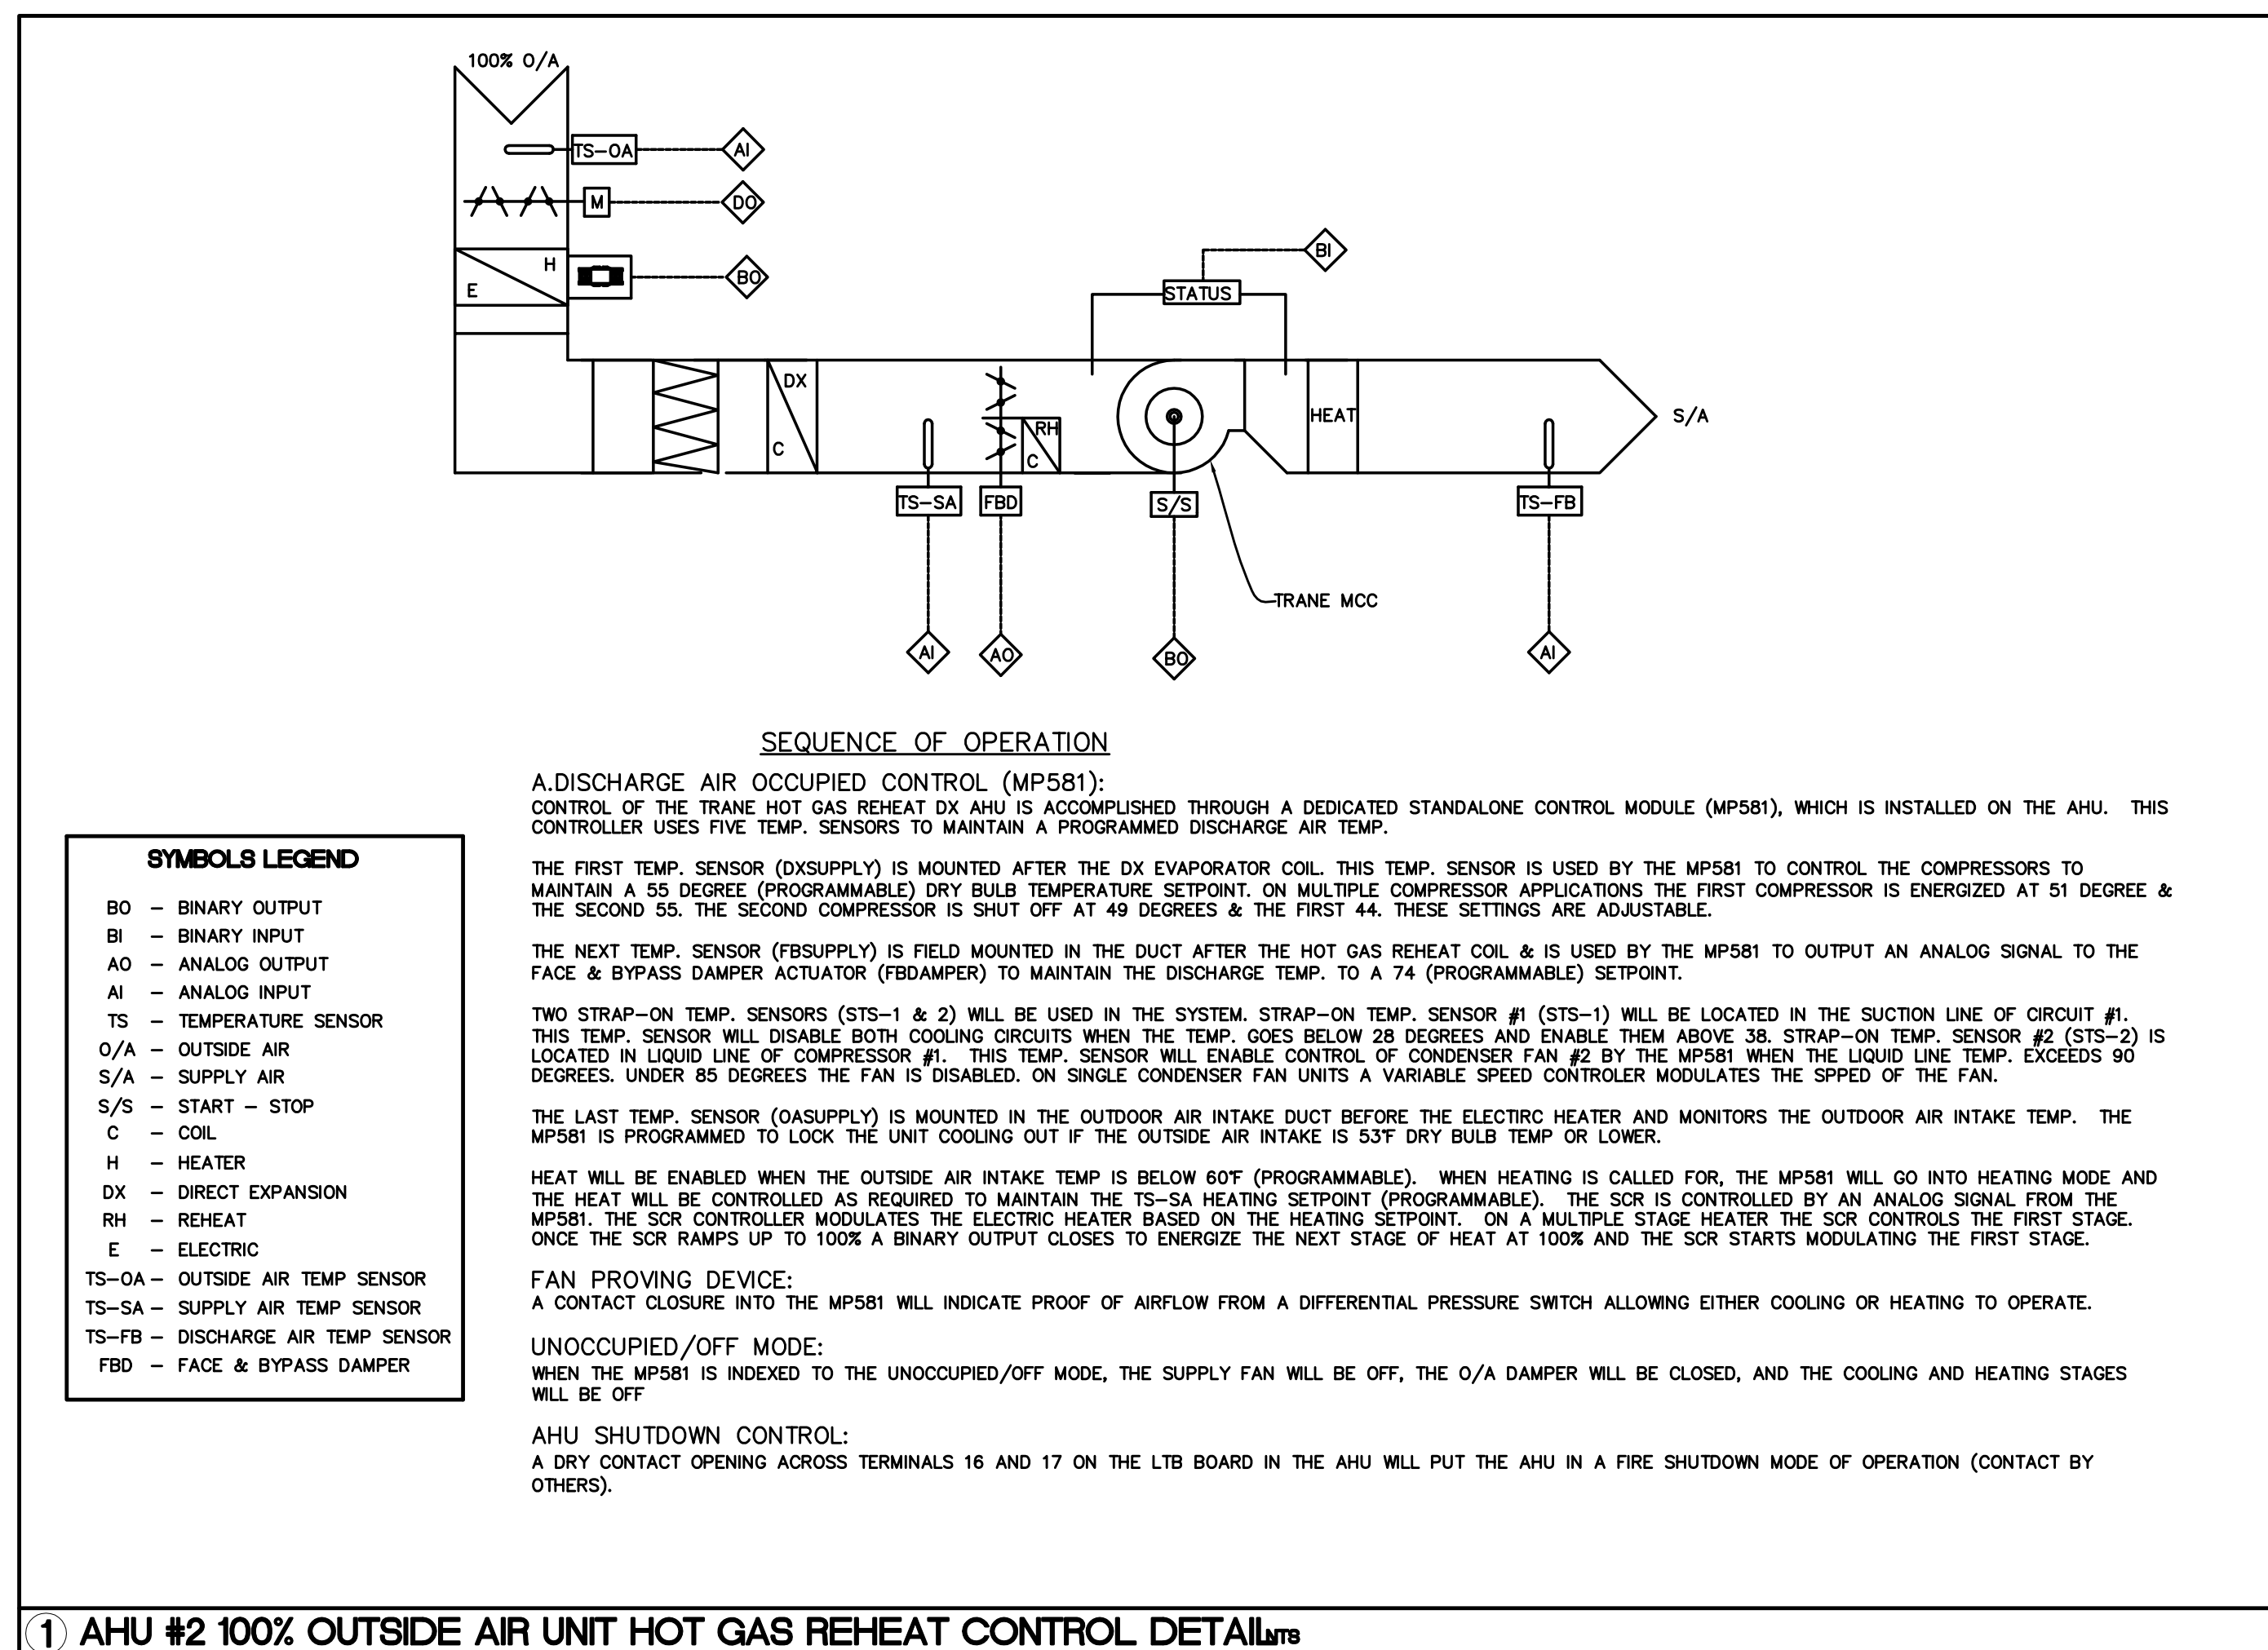 100% O/A
TS-OA
AI
M
DO
H
E
BO
BI
STATUS
DX
C
RH
C
HEAT
S/A
TS-SA
FBD
S/S
TS-FB
TRANE MCC
AI
AO
BO
AI
SEQUENCE OF OPERATION
A.DISCHARGE AIR OCCUPIED CONTROL (MP581):
CONTROL OF THE TRANE HOT GAS REHEAT DX AHU IS ACCOMPLISHED THROUGH A DEDICATED STANDALONE CONTROL MODULE (MP581), WHICH IS INSTALLED ON THE AHU. THIS
CONTROLLER USES FIVE TEMP. SENSORS TO MAINTAIN A PROGRAMMED DISCHARGE AIR TEMP.
THE FIRST TEMP. SENSOR (DXSUPPLY) IS MOUNTED AFTER THE DX EVAPORATOR COIL. THIS TEMP. SENSOR IS USED BY THE MP581 TO CONTROL THE COMPRESSORS TO
MAINTAIN A 55 DEGREE (PROGRAMMABLE) DRY BULB TEMPERATURE SETPOINT. ON MULTIPLE COMPRESSOR APPLICATIONS THE FIRST COMPRESSOR IS ENERGIZED AT 51 DEGREE &
THE SECOND 55. THE SECOND COMPRESSOR IS SHUT OFF AT 49 DEGREES & THE FIRST 44. THESE SETTINGS ARE ADJUSTABLE.
THE NEXT TEMP. SENSOR (FBSUPPLY) IS FIELD MOUNTED IN THE DUCT AFTER THE HOT GAS REHEAT COIL & IS USED BY THE MP581 TO OUTPUT AN ANALOG SIGNAL TO THE
FACE & BYPASS DAMPER ACTUATOR (FBDAMPER) TO MAINTAIN THE DISCHARGE TEMP. TO A 74 (PROGRAMMABLE) SETPOINT.
TWO STRAP-ON TEMP. SENSORS (STS-1 & 2) WILL BE USED IN THE SYSTEM. STRAP-ON TEMP. SENSOR #1 (STS-1) WILL BE LOCATED IN THE SUCTION LINE OF CIRCUIT #1.
THIS TEMP. SENSOR WILL DISABLE BOTH COOLING CIRCUITS WHEN THE TEMP. GOES BELOW 28 DEGREES AND ENABLE THEM ABOVE 38. STRAP-ON TEMP. SENSOR #2 (STS-2) IS
LOCATED IN LIQUID LINE OF COMPRESSOR #1. THIS TEMP. SENSOR WILL ENABLE CONTROL OF CONDENSER FAN #2 BY THE MP581 WHEN THE LIQUID LINE TEMP. EXCEEDS 90
DEGREES. UNDER 85 DEGREES THE FAN IS DISABLED. ON SINGLE CONDENSER FAN UNITS A VARIABLE SPEED CONTROLER MODULATES THE SPPED OF THE FAN.
THE LAST TEMP. SENSOR (OASUPPLY) IS MOUNTED IN THE OUTDOOR AIR INTAKE DUCT BEFORE THE ELECTIRC HEATER AND MONITORS THE OUTDOOR AIR INTAKE TEMP. THE
MP581 IS PROGRAMMED TO LOCK THE UNIT COOLING OUT IF THE OUTSIDE AIR INTAKE IS 53°F DRY BULB TEMP OR LOWER.
HEAT WILL BE ENABLED WHEN THE OUTSIDE AIR INTAKE TEMP IS BELOW 60°F (PROGRAMMABLE). WHEN HEATING IS CALLED FOR, THE MP581 WILL GO INTO HEATING MODE AND
THE HEAT WILL BE CONTROLLED AS REQUIRED TO MAINTAIN THE TS-SA HEATING SETPOINT (PROGRAMMABLE). THE SCR IS CONTROLLED BY AN ANALOG SIGNAL FROM THE
MP581. THE SCR CONTROLLER MODULATES THE ELECTRIC HEATER BASED ON THE HEATING SETPOINT. ON A MULTIPLE STAGE HEATER THE SCR CONTROLS THE FIRST STAGE.
ONCE THE SCR RAMPS UP TO 100% A BINARY OUTPUT CLOSES TO ENERGIZE THE NEXT STAGE OF HEAT AT 100% AND THE SCR STARTS MODULATING THE FIRST STAGE.
FAN PROVING DEVICE:
A CONTACT CLOSURE INTO THE MP581 WILL INDICATE PROOF OF AIRFLOW FROM A DIFFERENTIAL PRESSURE SWITCH ALLOWING EITHER COOLING OR HEATING TO OPERATE.
UNOCCUPIED/OFF MODE:
WHEN THE MP581 IS INDEXED TO THE UNOCCUPIED/OFF MODE, THE SUPPLY FAN WILL BE OFF, THE O/A DAMPER WILL BE CLOSED, AND THE COOLING AND HEATING STAGES
WILL BE OFF
AHU SHUTDOWN CONTROL:
A DRY CONTACT OPENING ACROSS TERMINALS 16 AND 17 ON THE LTB BOARD IN THE AHU WILL PUT THE AHU IN A FIRE SHUTDOWN MODE OF OPERATION (CONTACT BY
OTHERS).
SYMBOLS LEGEND
BO - BINARY OUTPUT
BI - BINARY INPUT
AO - ANALOG OUTPUT
AI - ANALOG INPUT
TS - TEMPERATURE SENSOR
O/A - OUTSIDE AIR
S/A - SUPPLY AIR
S/S - START - STOP
C - COIL
H - HEATER
DX - DIRECT EXPANSION
RH - REHEAT
E - ELECTRIC
TS-OA - OUTSIDE AIR TEMP SENSOR
TS-SA - SUPPLY AIR TEMP SENSOR
TS-FB - DISCHARGE AIR TEMP SENSOR
FBD - FACE & BYPASS DAMPER
1 AHU #2 100% OUTSIDE AIR UNIT HOT GAS REHEAT CONTROL DETAIL NTS